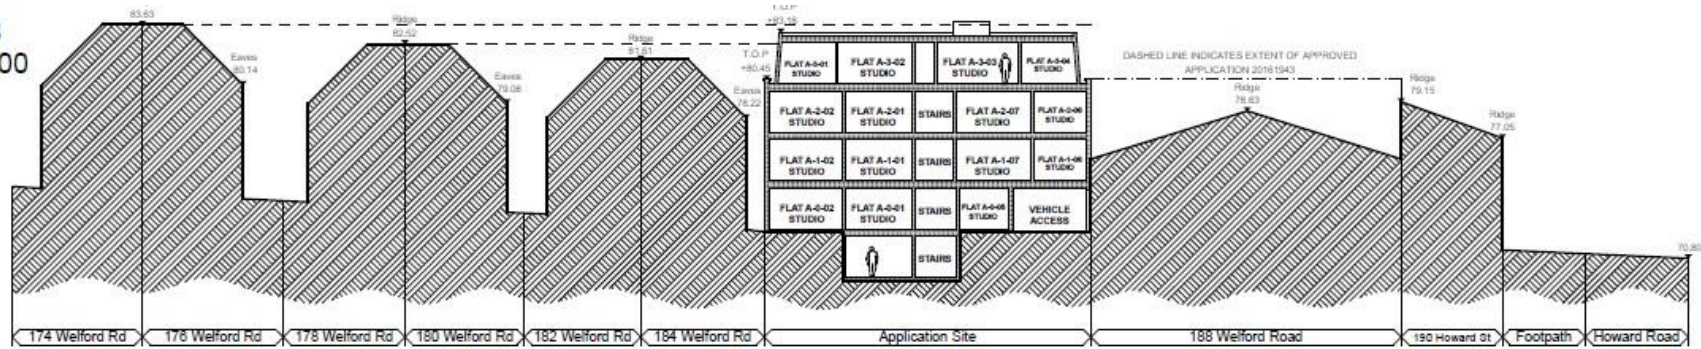 00
83.63
Eaves
80.14
Ridge
82.52
Eaves
79.08
Ridge
81.61
Eaves
78.22
T.O.P
+80.45
T.O.P
+83.18
FLAT A-3-01
STUDIO
FLAT A-3-02
STUDIO
FLAT A-3-03
STUDIO
FLAT A-3-04
STUDIO
FLAT A-2-02
STUDIO
FLAT A-2-01
STUDIO
STAIRS
FLAT A-2-07
STUDIO
FLAT A-2-06
STUDIO
FLAT A-1-02
STUDIO
FLAT A-1-01
STUDIO
STAIRS
FLAT A-1-07
STUDIO
FLAT A-1-06
STUDIO
FLAT A-0-02
STUDIO
FLAT A-0-01
STUDIO
STAIRS
FLAT A-0-05
STUDIO
VEHICLE
ACCESS
STAIRS
DASHED LINE INDICATES EXTENT OF APPROVED
APPLICATION 20161943
Ridge
78.63
Ridge
79.15
Ridge
77.05
70.80
174 Welford Rd
176 Welford Rd
178 Welford Rd
180 Welford Rd
182 Welford Rd
184 Welford Rd
Application Site
188 Welford Road
190 Howard St
Footpath
Howard Road